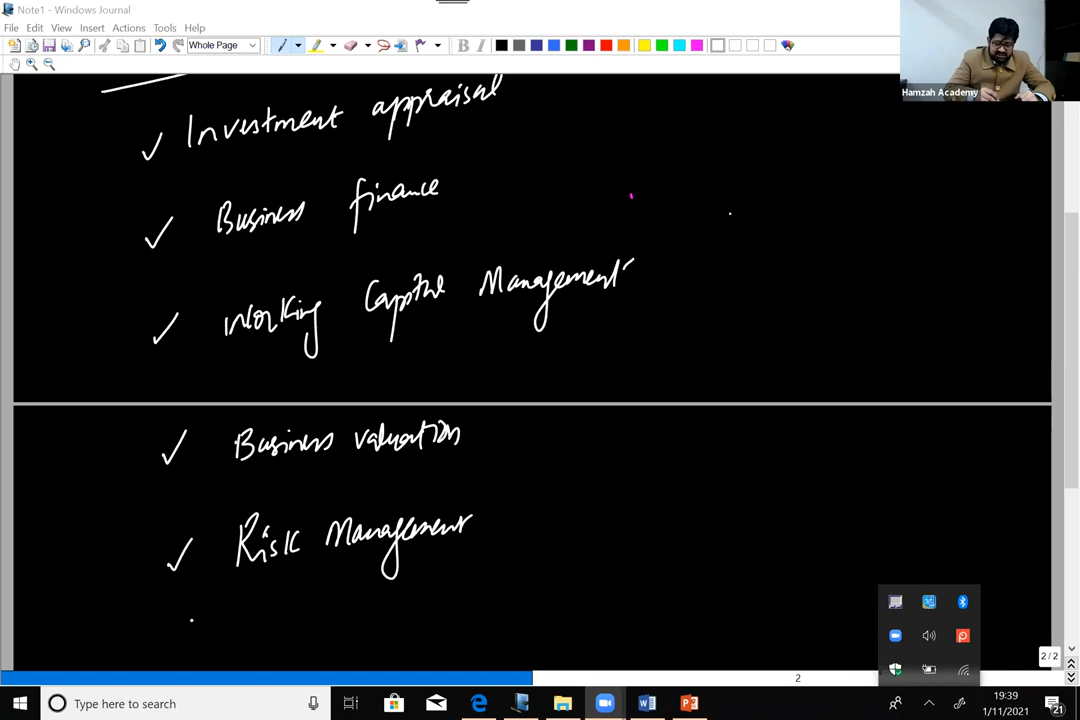 Note1 - Windows Journal
File Edit View Insert Actions Tools Help
Whole Page
B I
Hamzah Academy
✓ Investment appraisal
✓ Business finance
✓ Working Capital Management
✓ Business valuation
✓ Risk Management
2/2
2
Type here to search
19:39
1/11/2021
21